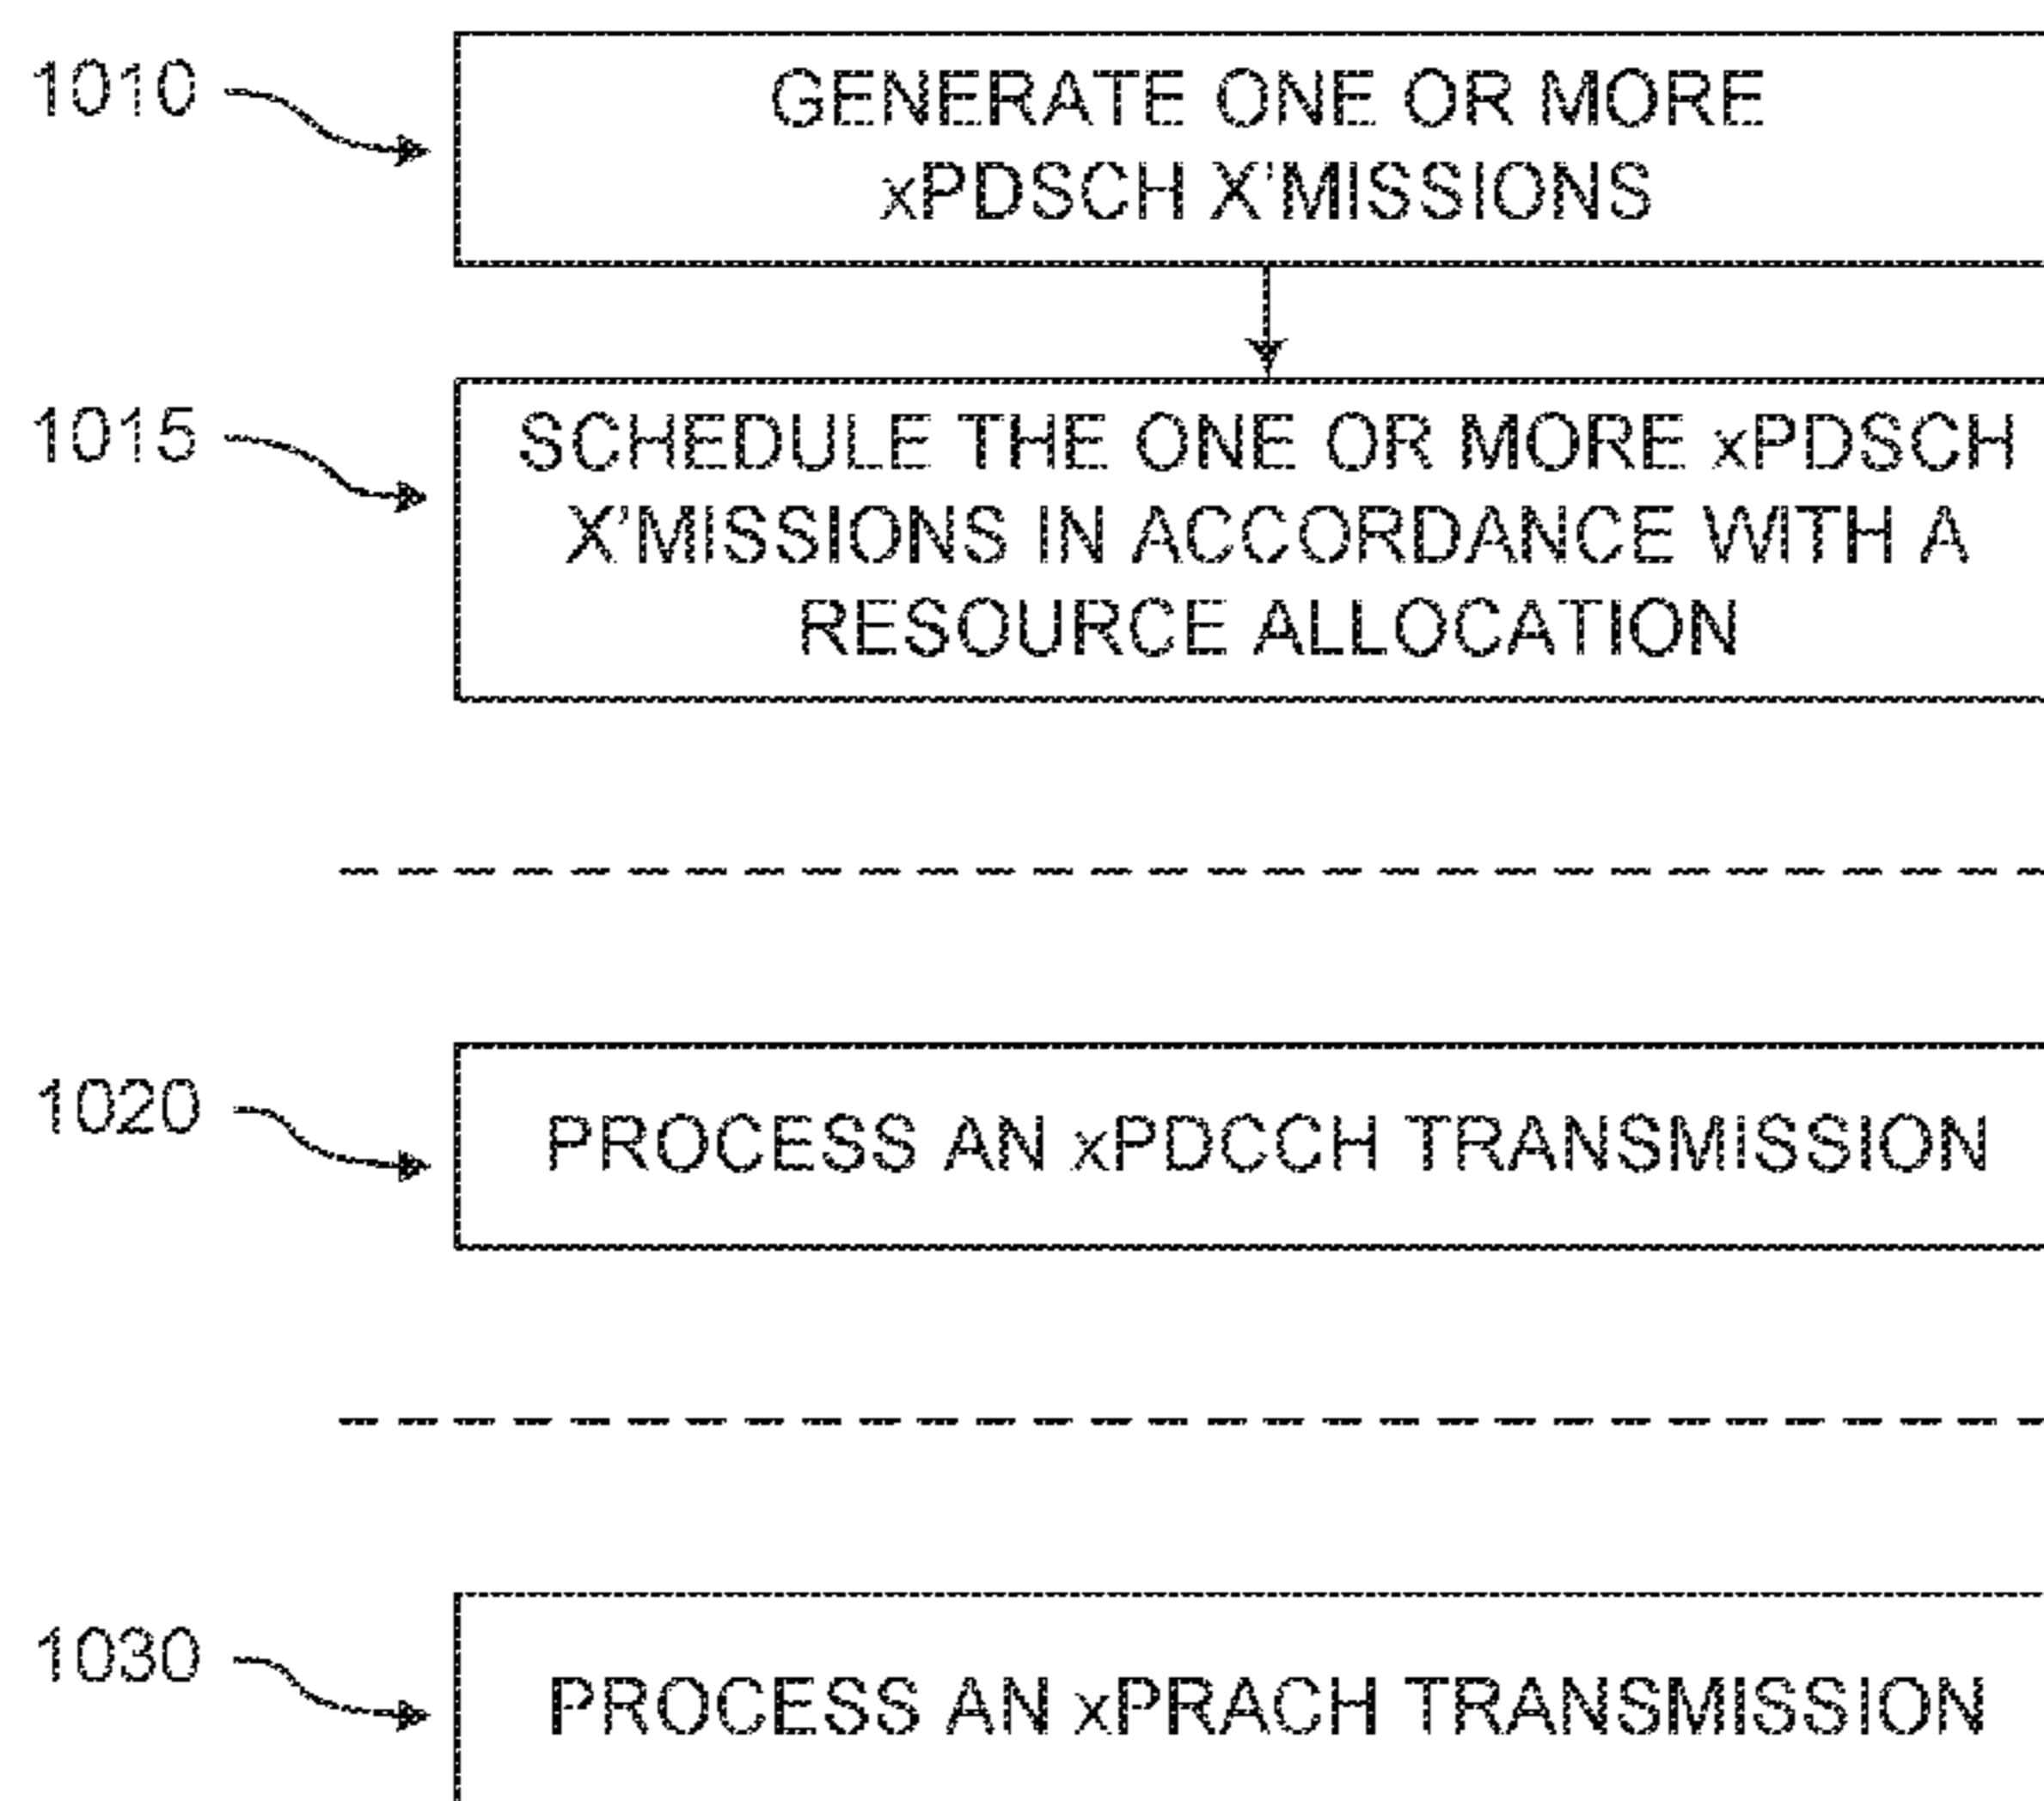 1010
GENERATE ONE OR MORE
xPDSCH X'MISSIONS
1015
SCHEDULE THE ONE OR MORE xPDSCH
X'MISSIONS IN ACCORDANCE WITH A
RESOURCE ALLOCATION
1020
PROCESS AN xPDCCH TRANSMISSION
1030
PROCESS AN xPRACH TRANSMISSION